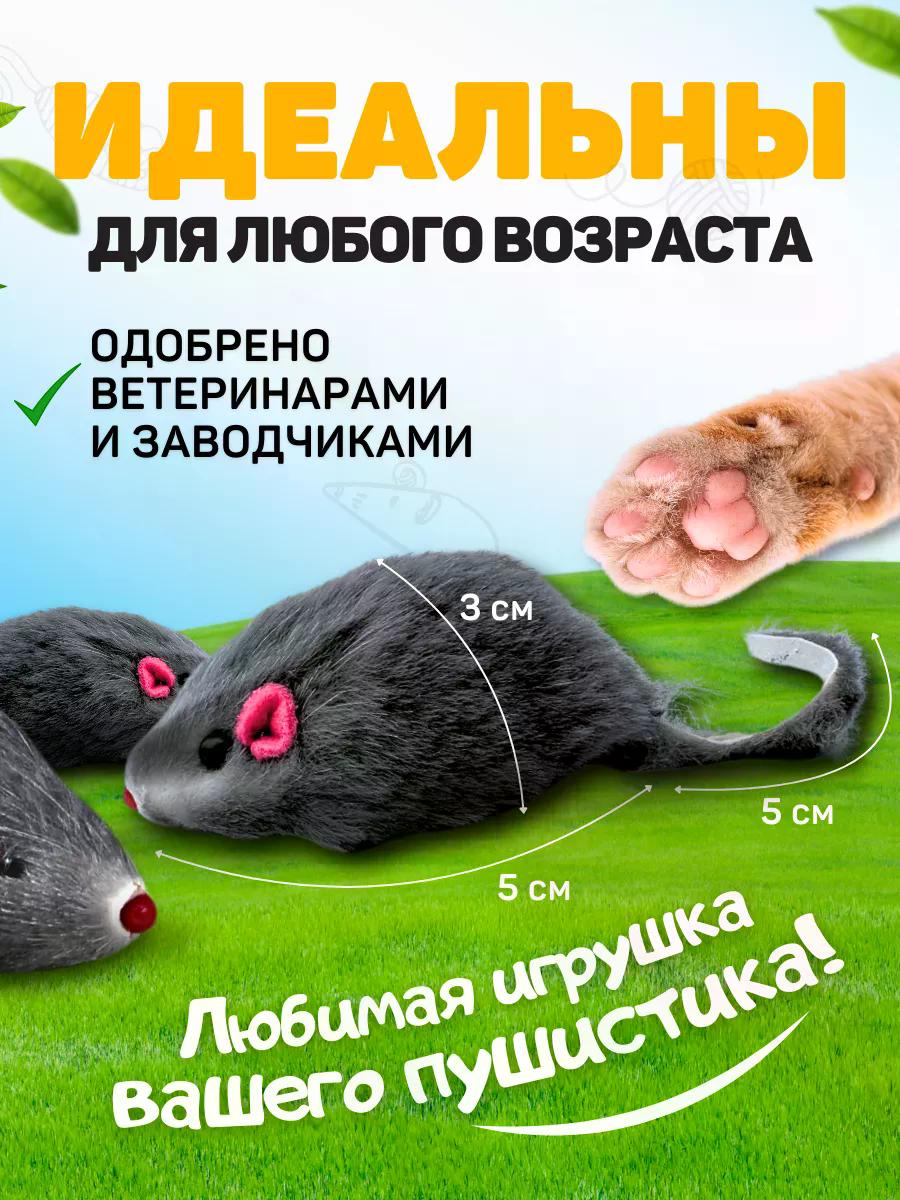 ИДЕАЛЬНЫ
ДЛЯ ЛЮБОГО ВОЗРАСТА
ОДОБРЕНО
ВЕТЕРИНАРАМИ
И ЗАВОДЧИКАМИ
3 см
5 см
5 см
Любимая игрушка
вашего пушистика!